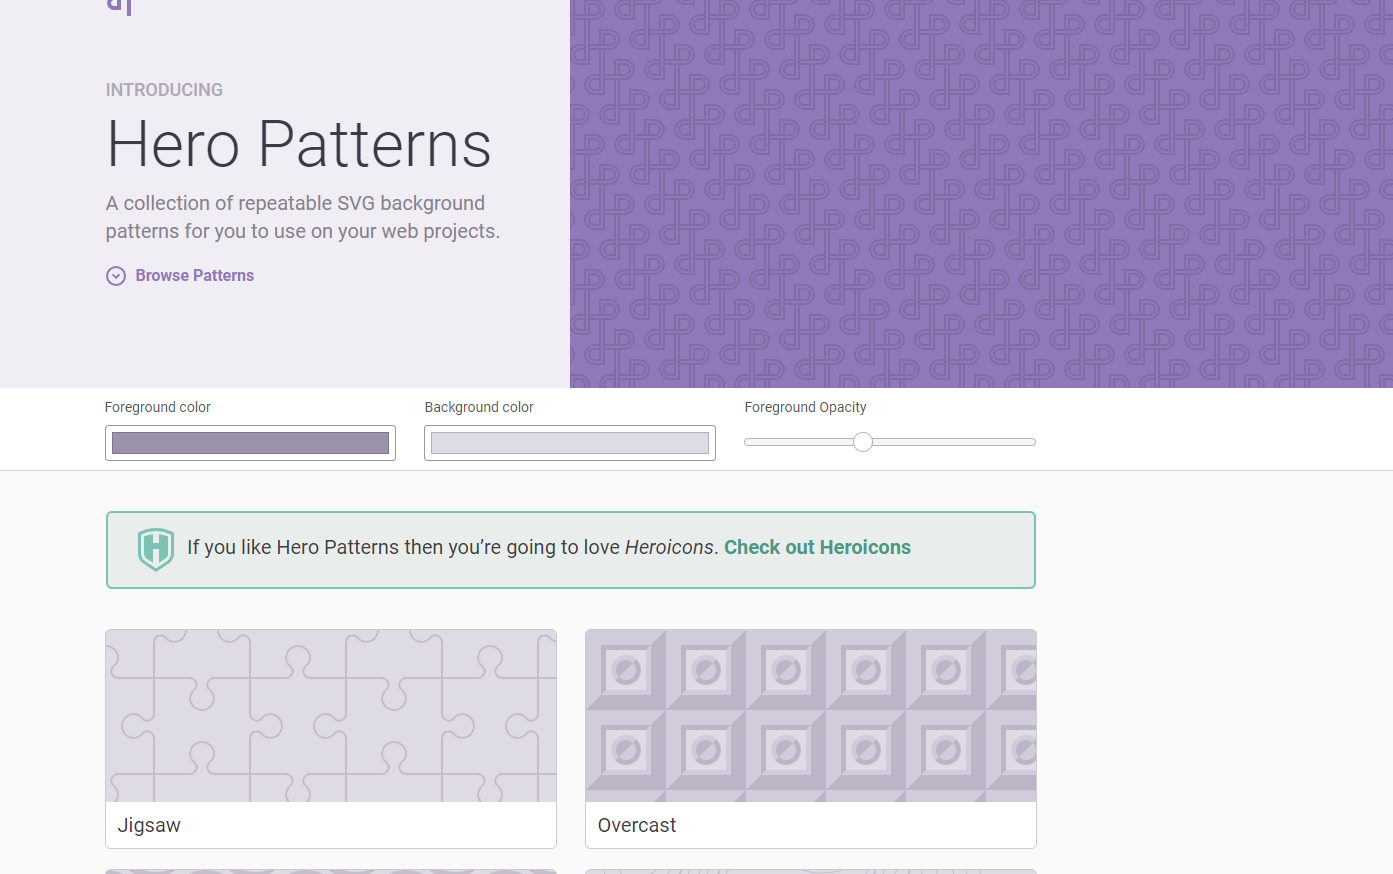 INTRODUCING
Hero Patterns
A collection of repeatable SVG background
patterns for you to use on your web projects.
Browse Patterns
Foreground color
Background color
Foreground Opacity
If you like Hero Patterns then you’re going to love Heroicons. Check out Heroicons
Jigsaw
Overcast